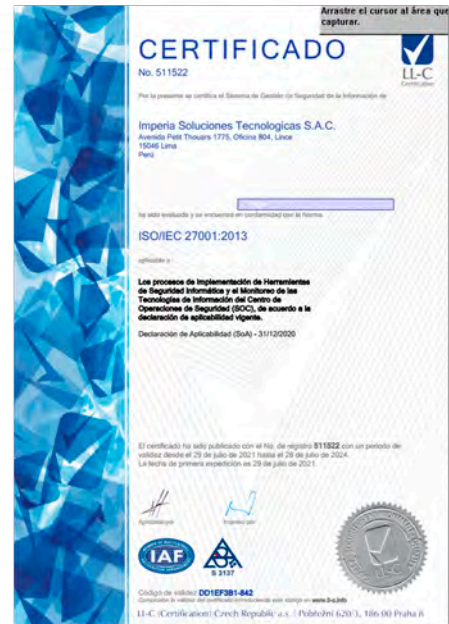 Arrastre el cursor al área que
capturar.
CERTIFICADO
No. 511522
LL-C
Certification
Por la presente se certifica el Sistema de Gestión de Seguridad de la Información de
Imperia Soluciones Tecnologicas S.A.C.
Avenida Petit Thouars 1775, Oficina 804, Lince
15046 Lima
Perú
ha sido evaluado y se encuentra en conformidad con la Norma
ISO/IEC 27001:2013
aplicable a :
Los procesos de Implementación de Herramientas
de Seguridad Informática y el Monitoreo de las
Tecnologías de Información del Centro de
Operaciones de Seguridad (SOC), de acuerdo a la
declaración de aplicabilidad vigente.
Declaración de Aplicabilidad (SoA) - 31/12/2020
El certificado ha sido publicado con el No. de registro 511522 con un periodo de
validez desde el 29 de julio de 2021 hasta el 28 de julio de 2024.
La fecha de primera expedición es 29 de julio de 2021.
Aprobado por
IAF
S 3137
LL-C
Código de validez DD1EF3B1-842
LL-C (Certification) Czech Republic a.s. | Pobřežní 620/3, 186 00 Praha 8